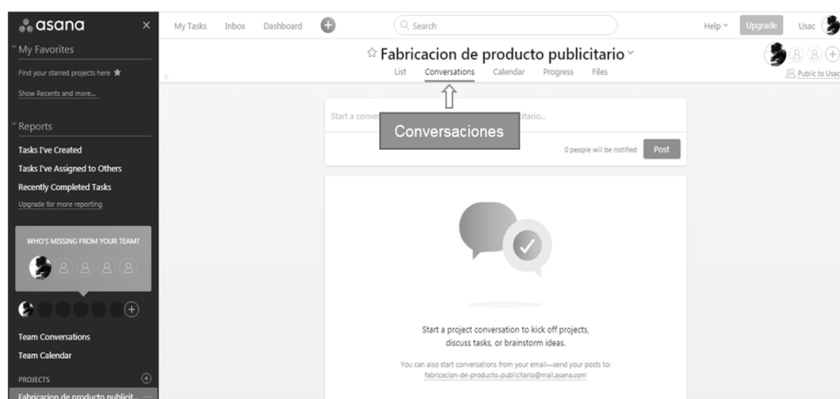 asana
My Tasks Inbox Dashboard
Search
Help Upgrade Usac
My Favorites
Find your starred projects here
Show Recents and more...
Reports
Tasks I've Created
Tasks I've Assigned to Others
Recently Completed Tasks
Upgrade for more reporting
WHO'S MISSING FROM YOUR TEAM?
Team Conversations
Team Calendar
PROJECTS
Fabricacion de producto publicit...
Fabricacion de producto publicitario
Public to Usac
List Conversations Calendar Progress Files
Conversaciones
Start a conver
citario...
0 people will be notified Post
Start a project conversation to kick off projects,
discuss tasks, or brainstorm ideas.
You can also start conversations from your email—send your posts to:
fabricacion-de-producto-publicitario@mail.asana.com